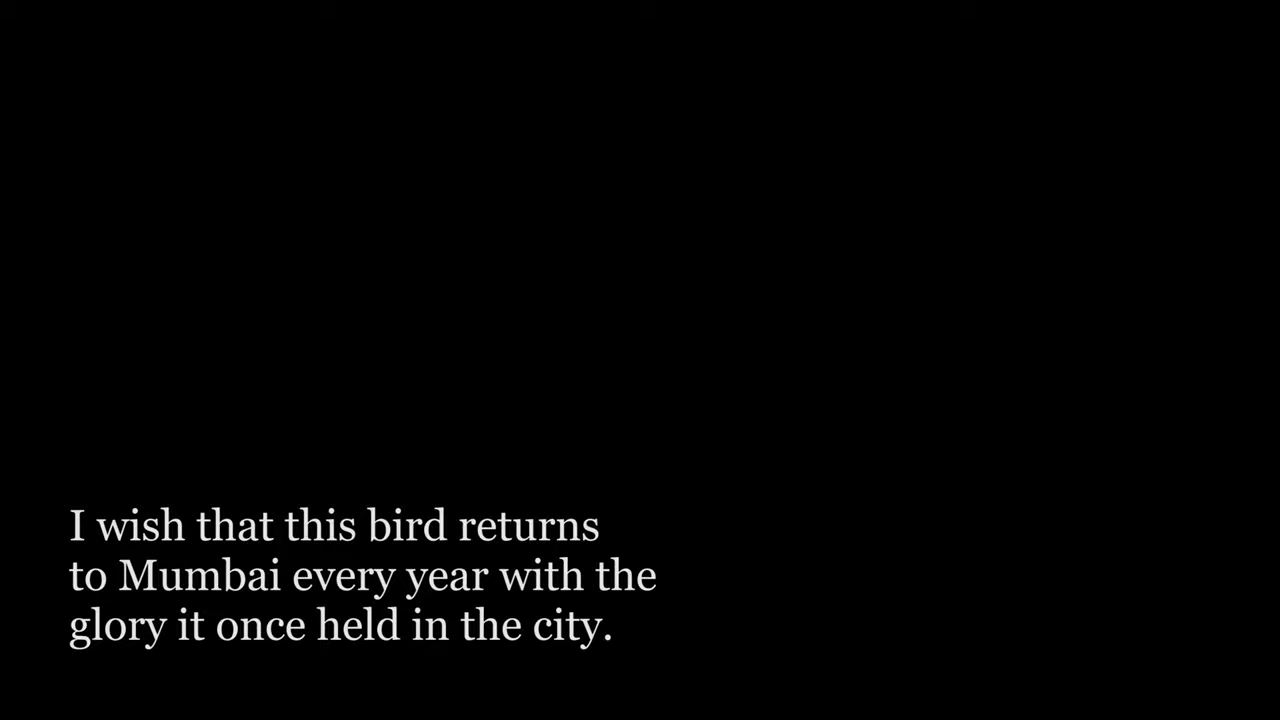 I wish that this bird returns
to Mumbai every year with the
glory it once held in the city.